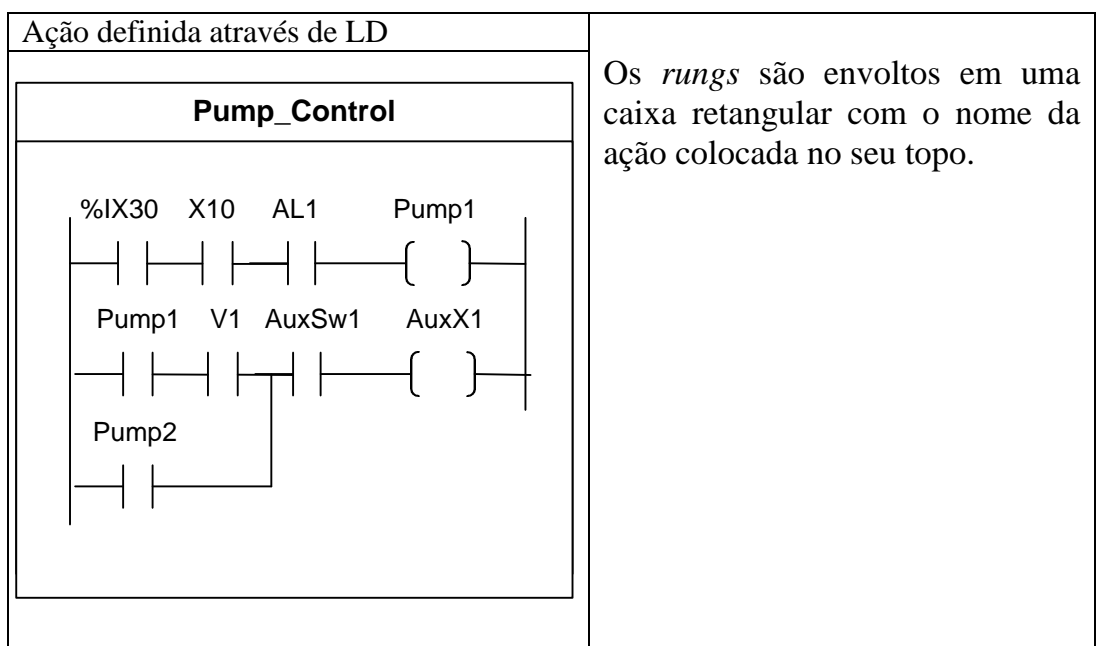 Ação definida através de LD
Pump_Control
%IX30 X10 AL1 Pump1
Pump1 V1 AuxSw1 AuxX1
Pump2
Os rungs são envoltos em uma
caixa retangular com o nome da
ação colocada no seu topo.